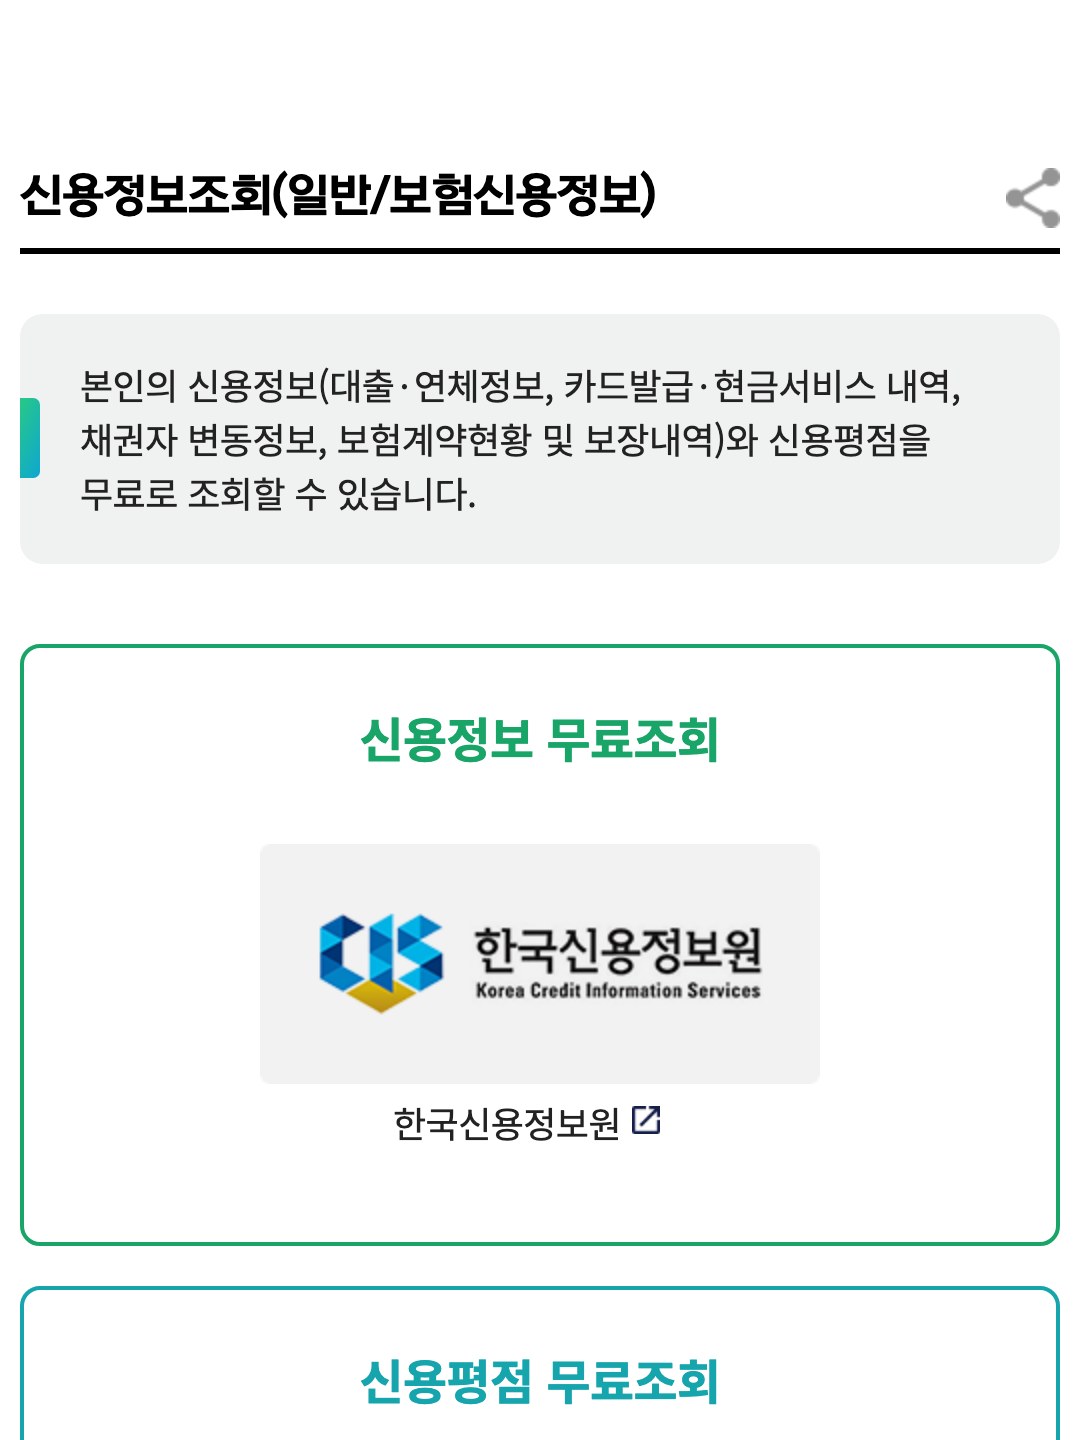 신용정보조회(일반/보험신용정보)
본인의 신용정보(대출·연체정보, 카드발급·현금서비스 내역,
채권자 변동정보, 보험계약현황 및 보장내역)와 신용평점을
무료로 조회할 수 있습니다.
신용정보 무료조회
CIS
한국신용정보원
Korea Credit Information Services
한국신용정보원
신용평점 무료조회